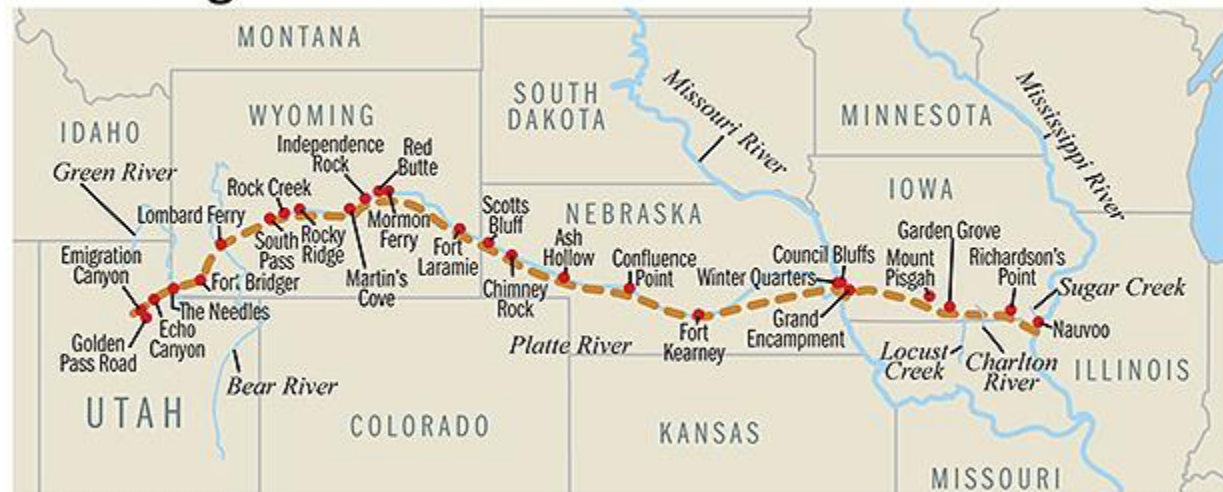 MONTANA
SOUTH
DAKOTA
MINNESOTA
Missouri River
Mississippi River
IDAHO
WYOMING
Green River
Independence
Rock
Red
Butte
Rock Creek
IOWA
Lombard Ferry
South
Pass
Rocky
Ridge
Martin's
Cove
Mormon
Ferry
Fort
Laramie
Scotts
Bluff
NEBRASKA
Chimney
Rock
Ash
Hollow
Confluence
Point
Winter Quarters
Council Bluffs
Mount
Pisgah
Garden Grove
Richardson's
Point
Sugar Creek
Emigration
Canyon
Fort Bridger
The Needles
Echo
Canyon
Golden
Pass Road
Platte River
Fort
Kearney
Grand
Encampment
Nauvoo
Locust
Creek
Charlton
River
ILLINOIS
Bear River
UTAH
COLORADO
KANSAS
MISSOURI